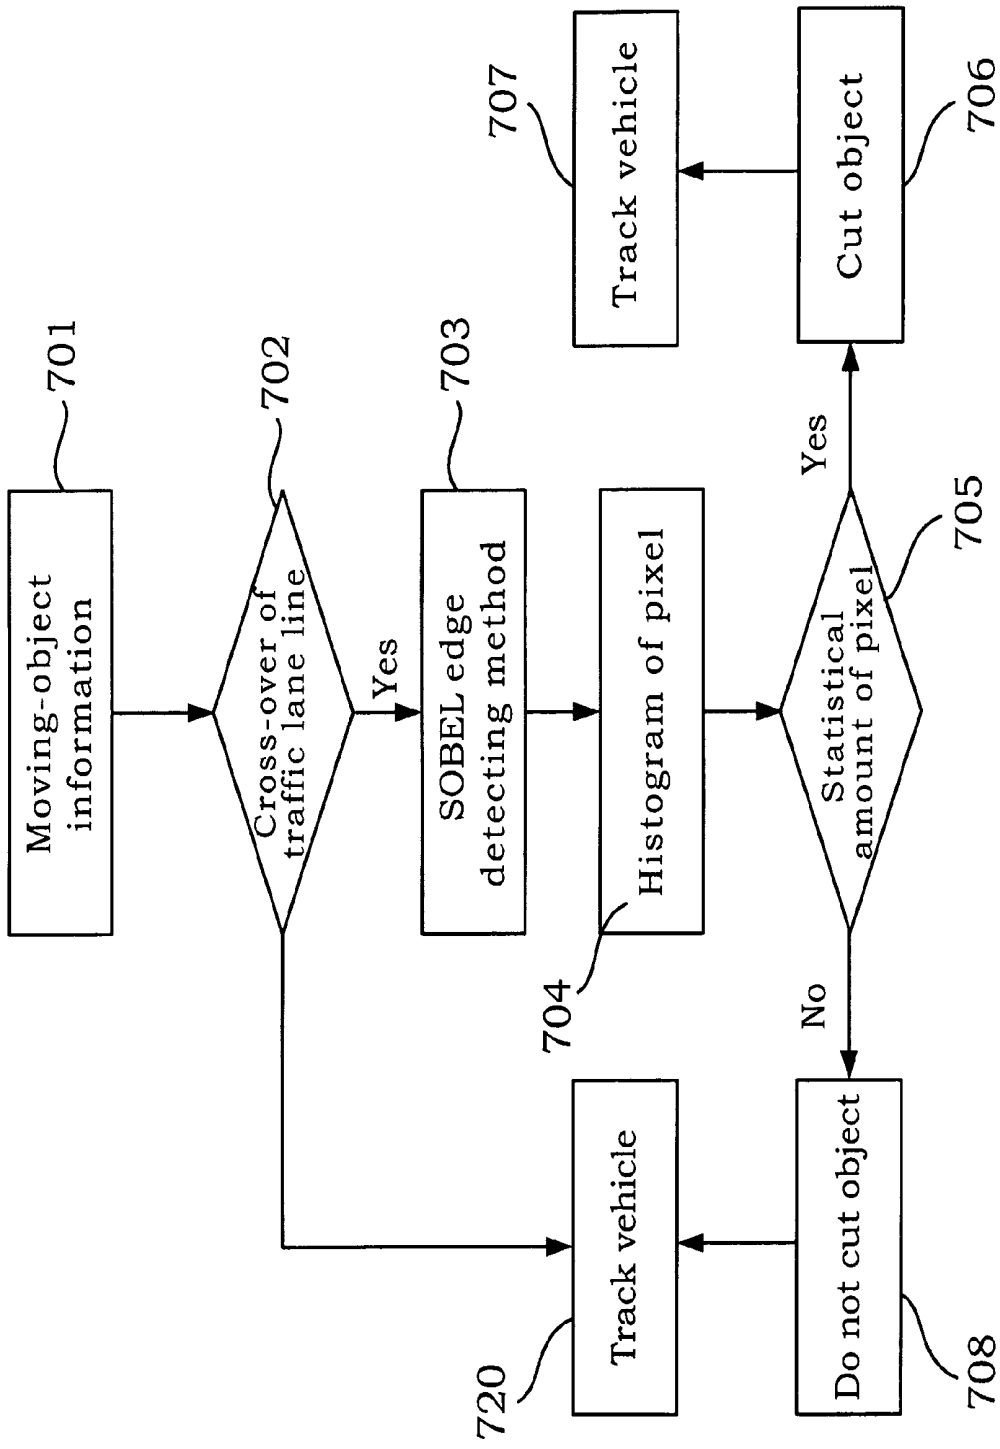 701
Moving-object
information
702
Cross-over of
traffic lane line
Yes
703
SOBEL edge
detecting method
704
Histogram of pixel
705
Statistical
amount of pixel
Yes
No
706
Cut object
707
Track vehicle
708
Do not cut object
720
Track vehicle